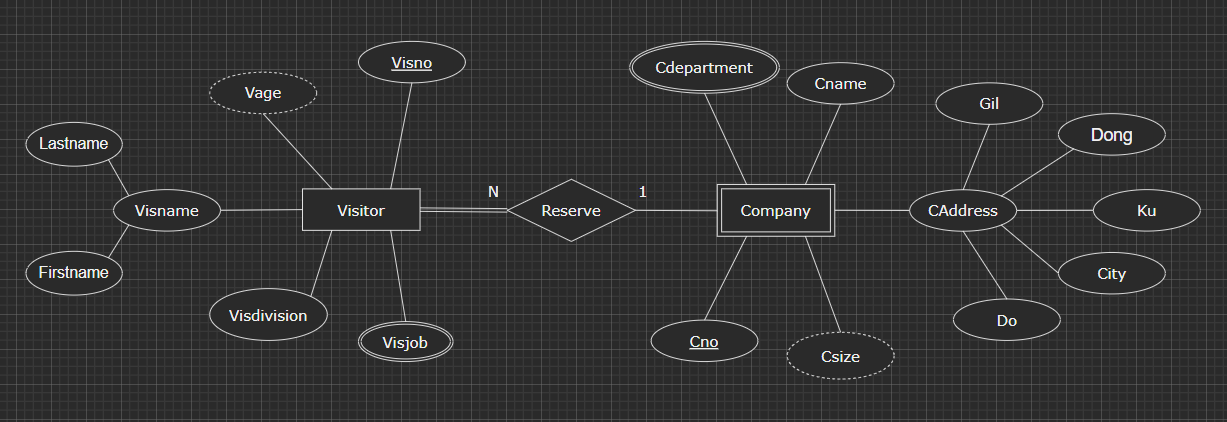 Visno
Cdepartment
Cname
Vage
Gil
Dong
Lastname
N
1
Visname
Visitor
Reserve
Company
CAddress
Ku
Firstname
City
Visdivision
Do
Visjob
Cno
Csize